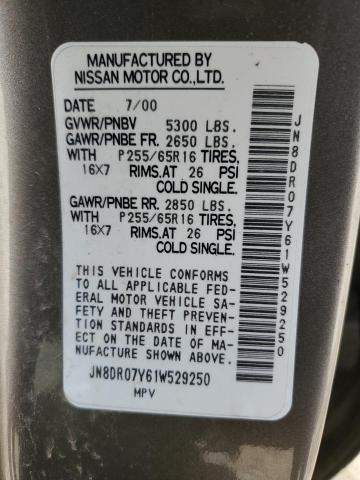 MANUFACTURED BY
NISSAN MOTOR CO.,LTD.
DATE 7/00
GVWR/PNBV 5300 LBS.
GAWR/PNBE FR. 2650 LBS.
WITH P255/65R16 TIRES,
16X7 RIMS.AT 26 PSI
COLD SINGLE.
GAWR/PNBE RR. 2850 LBS.
WITH P255/65R16 TIRES,
16X7 RIMS.AT 26 PSI
COLD SINGLE.
THIS VEHICLE CONFORMS
TO ALL APPLICABLE FED-
ERAL MOTOR VEHICLE SA-
FETY AND THEFT PREVEN-
TION STANDARDS IN EFF-
ECT ON THE DATE OF MA-
NUFACTURE SHOWN ABOVE.
JN8DR07Y61W529250
MPV
JN8DR07Y61W529250